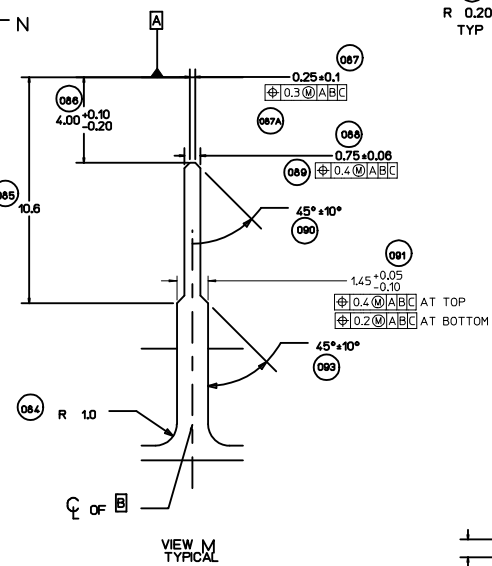 N
R 0.20
TYP
A
087
0.25±0.1
⌖ 0.3 Ⓜ A B C
086
4.00 +0.10 -0.20
087A
088
0.75±0.06
089
⌖ 0.4 Ⓜ A B C
085
10.6
45°±10°
090
091
1.45 +0.05 -0.10
⌖ 0.4 Ⓜ A B C AT TOP
⌖ 0.2 Ⓜ A B C AT BOTTOM
45°±10°
093
084 R 1.0
℄ OF B
VIEW M
TYPICAL